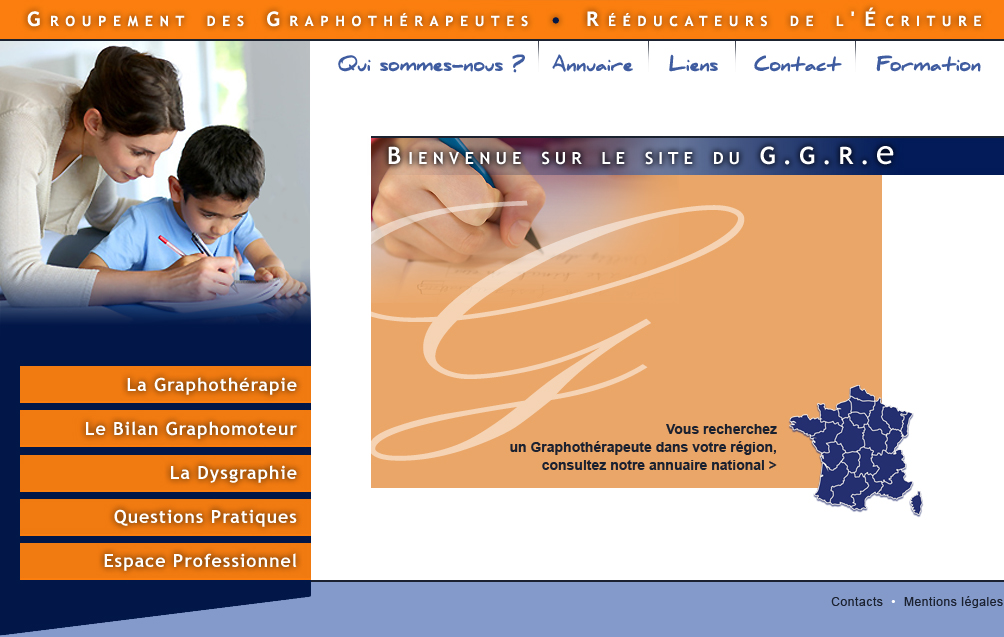 Groupement des Graphothérapeutes • Rééducateurs de l'Écriture
Qui sommes-nous ? Annuaire Liens Contact Formation
Bienvenue sur le site du G.G.R.e
G
Vous recherchez
un Graphothérapeute dans votre région,
consultez notre annuaire national >
La Graphothérapie
Le Bilan Graphomoteur
La Dysgraphie
Questions Pratiques
Espace Professionnel
Contacts • Mentions légales